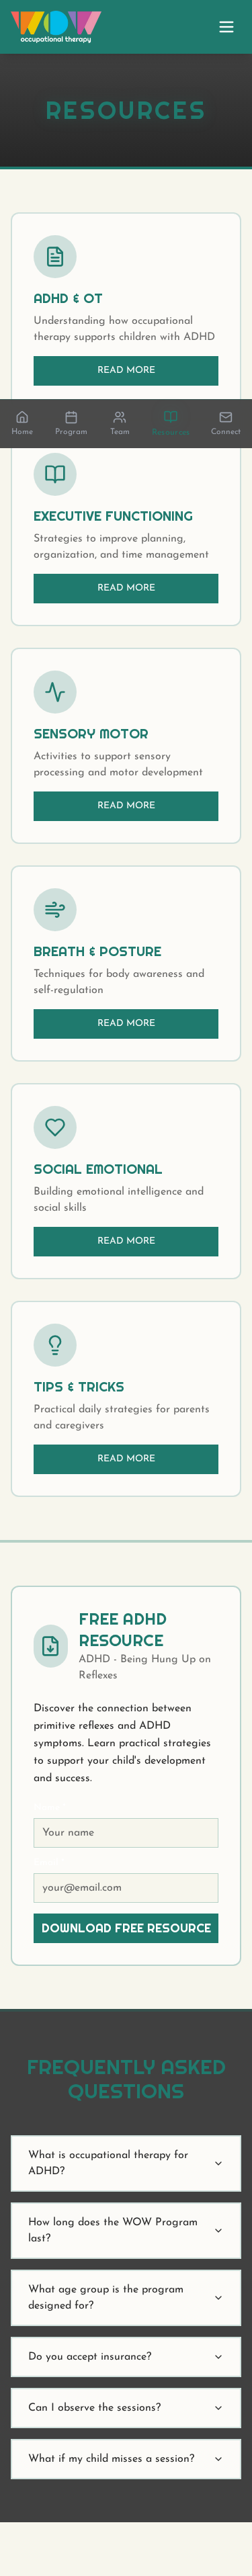 WOW
occupational therapy
RESOURCES
ADHD & OT
Understanding how occupational
therapy supports children with ADHD
READ MORE
Home
Program
Team
Resources
Connect
EXECUTIVE FUNCTIONING
Strategies to improve planning,
organization, and time management
READ MORE
SENSORY MOTOR
Activities to support sensory
processing and motor development
READ MORE
BREATH & POSTURE
Techniques for body awareness and
self-regulation
READ MORE
SOCIAL EMOTIONAL
Building emotional intelligence and
social skills
READ MORE
TIPS & TRICKS
Practical daily strategies for parents
and caregivers
READ MORE
FREE ADHD
RESOURCE
ADHD - Being Hung Up on
Reflexes
Discover the connection between
primitive reflexes and ADHD
symptoms. Learn practical strategies
to support your child's development
and success.
Your name
your@email.com
DOWNLOAD FREE RESOURCE
FREQUENTLY ASKED
QUESTIONS
What is occupational therapy for
ADHD?
How long does the WOW Program
last?
What age group is the program
designed for?
Do you accept insurance?
Can I observe the sessions?
What if my child misses a session?